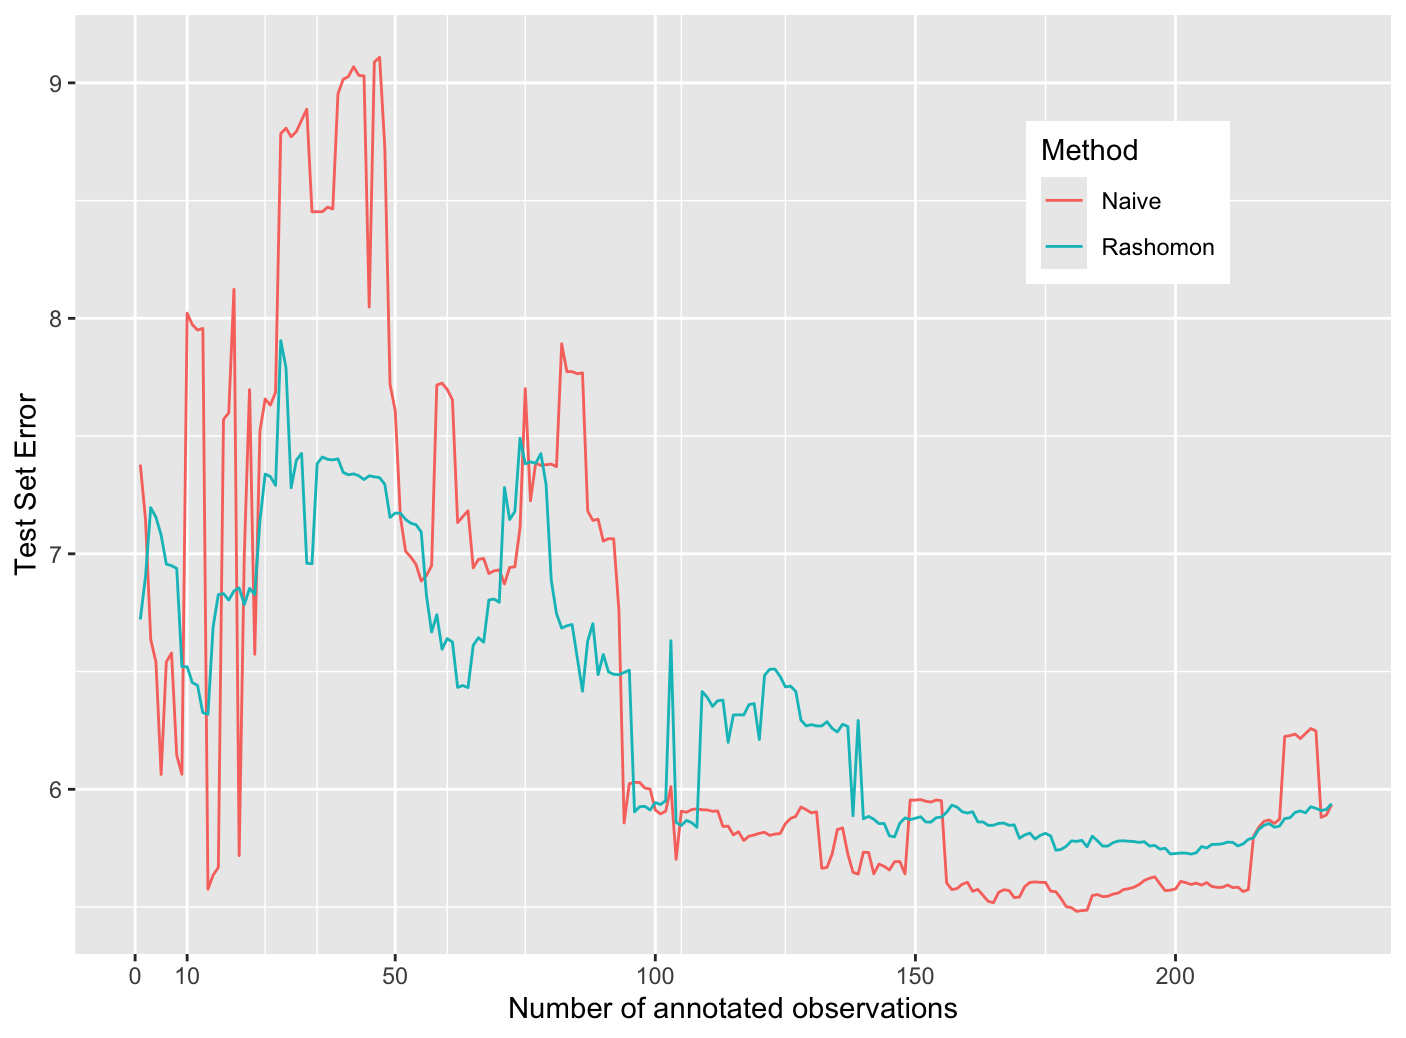 9
8
7
6
Test Set Error
Method
Naive
Rashomon
0 10 50 100 150 200
Number of annotated observations